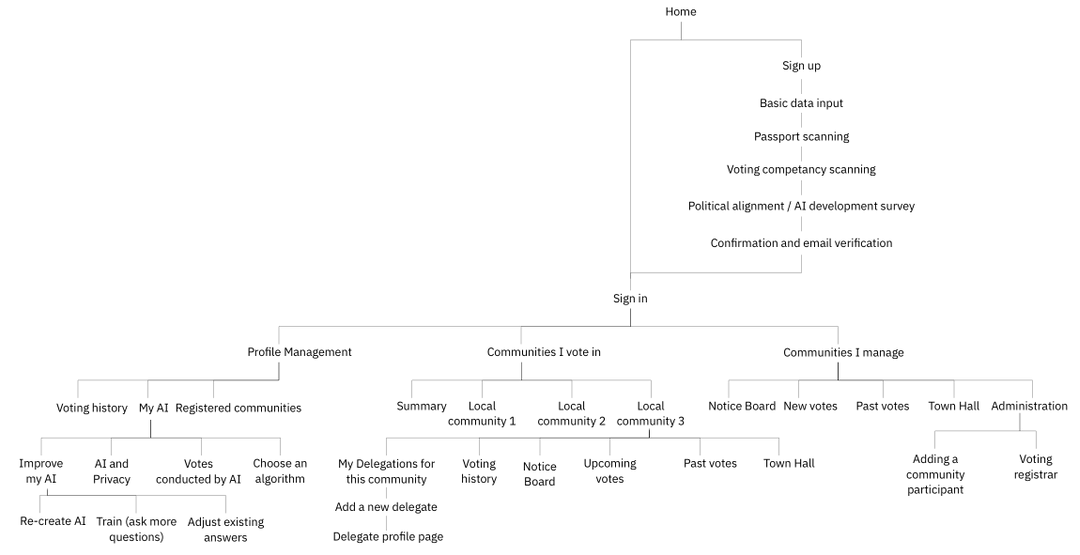 Home
Sign up
Basic data input
Passport scanning
Voting competancy scanning
Political alignment / AI development survey
Confirmation and email verification
Sign in
Profile Management
Communities I vote in
Communities I manage
Voting history
My AI
Registered communities
Summary
Local
community 1
Local
community 2
Local
community 3
Notice Board
New votes
Past votes
Town Hall
Administration
Improve
my AI
AI and
Privacy
Votes
conducted by AI
Choose an
algorithm
My Delegations for
this community
Voting
history
Notice
Board
Upcoming
votes
Past votes
Town Hall
Adding a
community
participant
Voting
registrar
Re-create AI
Train (ask more
questions)
Adjust existing
answers
Add a new delegate
Delegate profile page